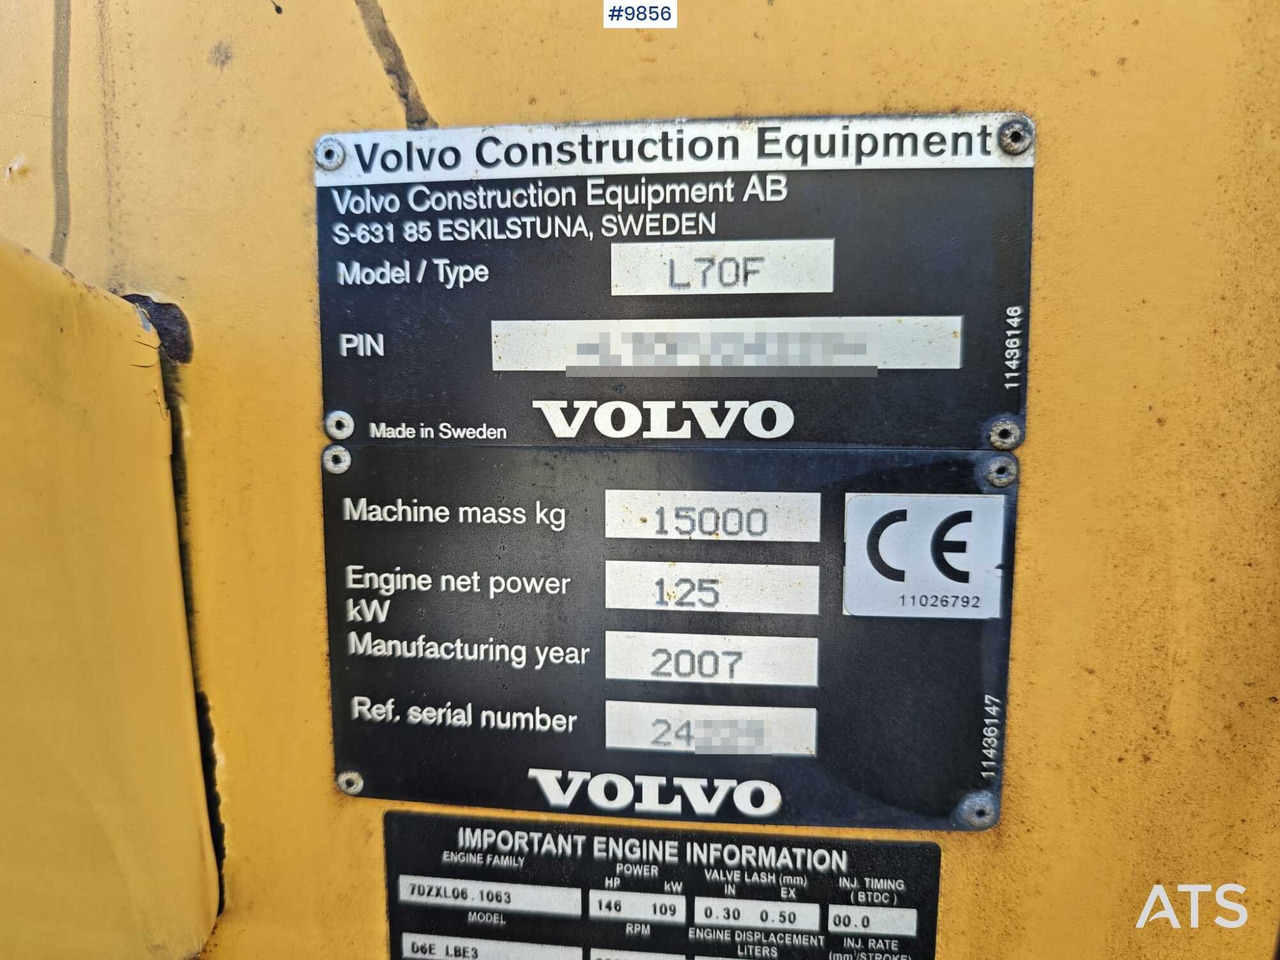 #9856
Volvo Construction Equipment
Volvo Construction Equipment AB
S-631 85 ESKILSTUNA, SWEDEN
Model / Type L70F
PIN
11436146
Made in Sweden VOLVO
Machine mass kg 15000
CE
11026792
Engine net power 125
kW
Manufacturing year 2007
Ref. serial number 24
11436147
VOLVO
IMPORTANT ENGINE INFORMATION
ENGINE FAMILY POWER VALVE LASH (mm) INJ. TIMING
HP kW IN EX (BTDC)
7DZXL06.1063 146 109 0.30 0.50 00.0
MODEL RPM ENGINE DISPLACEMENT INJ. RATE
LITERS (mm³/STROKE)
D6E LBE3
ATS